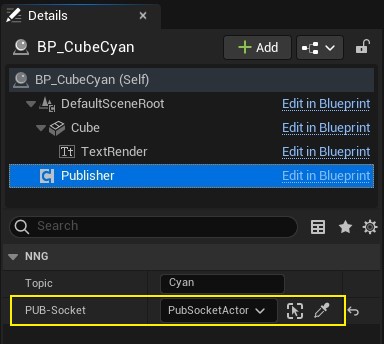 Details
BP_CubeCyan
Add
BP_CubeCyan (Self)
DefaultSceneRoot Edit in Blueprint
Cube Edit in Blueprint
TextRender Edit in Blueprint
Publisher Edit in Blueprint
Search
NNG
Topic Cyan
PUB-Socket PubSocketActor